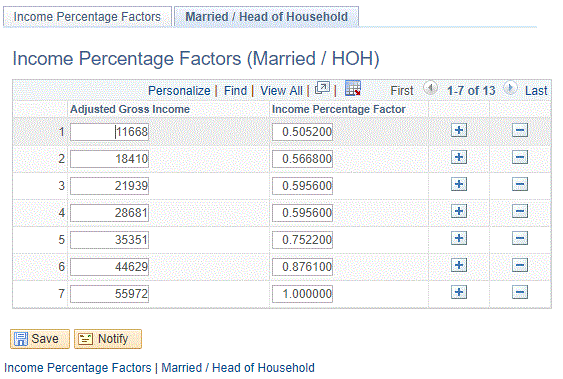 Income Percentage Factors Married / Head of Household
Income Percentage Factors (Married / HOH)
Personalize | Find | View All | | First 1-7 of 13 Last
Adjusted Gross Income Income Percentage Factor
1 11668 0.505200
2 18410 0.566800
3 21939 0.595600
4 28681 0.595600
5 35351 0.752200
6 44629 0.876100
7 55972 1.000000
Save Notify
Income Percentage Factors | Married / Head of Household